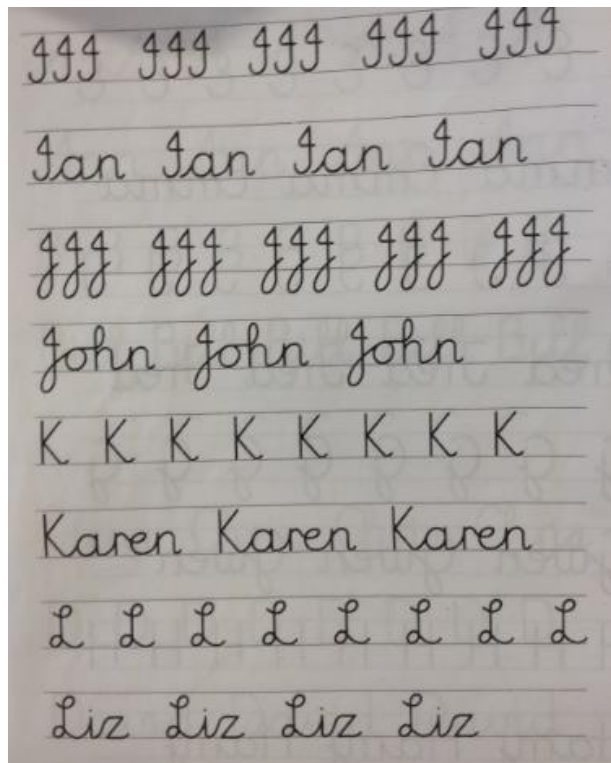 III III III III III
Ian Ian Ian Ian
JJJ JJJ JJJ JJJ JJJ
John John John
K K K K K K K K
Karen Karen Karen
L L L L L L L L
Liz Liz Liz Liz